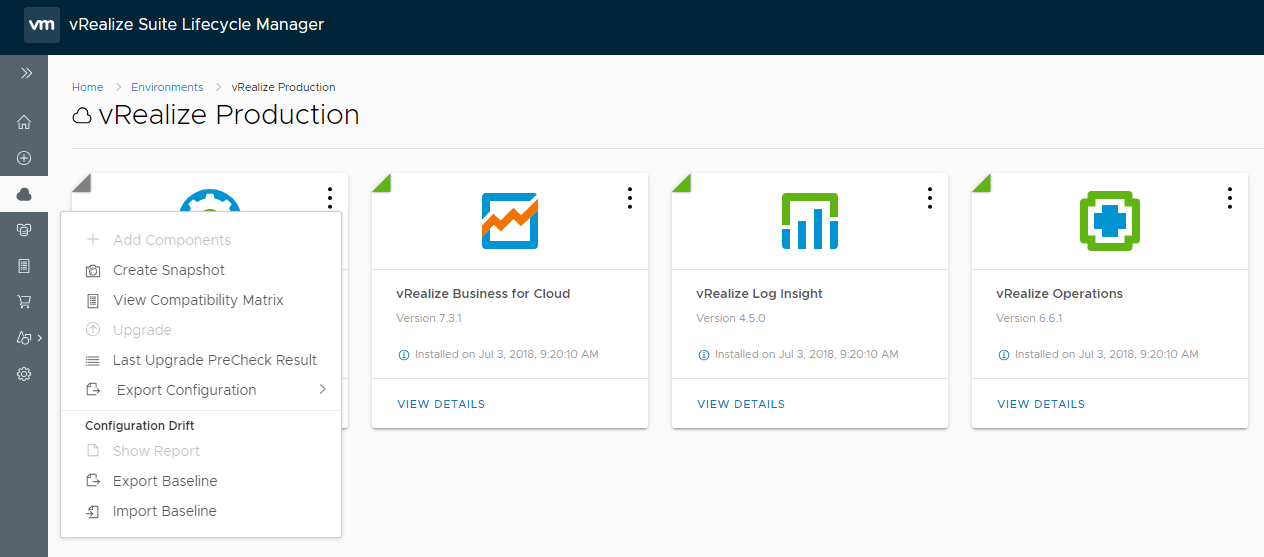 vm vRealize Suite Lifecycle Manager
Home > Environments > vRealize Production
vRealize Production
Add Components
Create Snapshot
View Compatibility Matrix
Upgrade
Last Upgrade PreCheck Result
Export Configuration
Configuration Drift
Show Report
Export Baseline
Import Baseline
vRealize Business for Cloud
Version 7.3.1
Installed on Jul 3, 2018, 9:20:10 AM
VIEW DETAILS
vRealize Log Insight
Version 4.5.0
Installed on Jul 3, 2018, 9:20:10 AM
VIEW DETAILS
vRealize Operations
Version 6.6.1
Installed on Jul 3, 2018, 9:20:10 AM
VIEW DETAILS